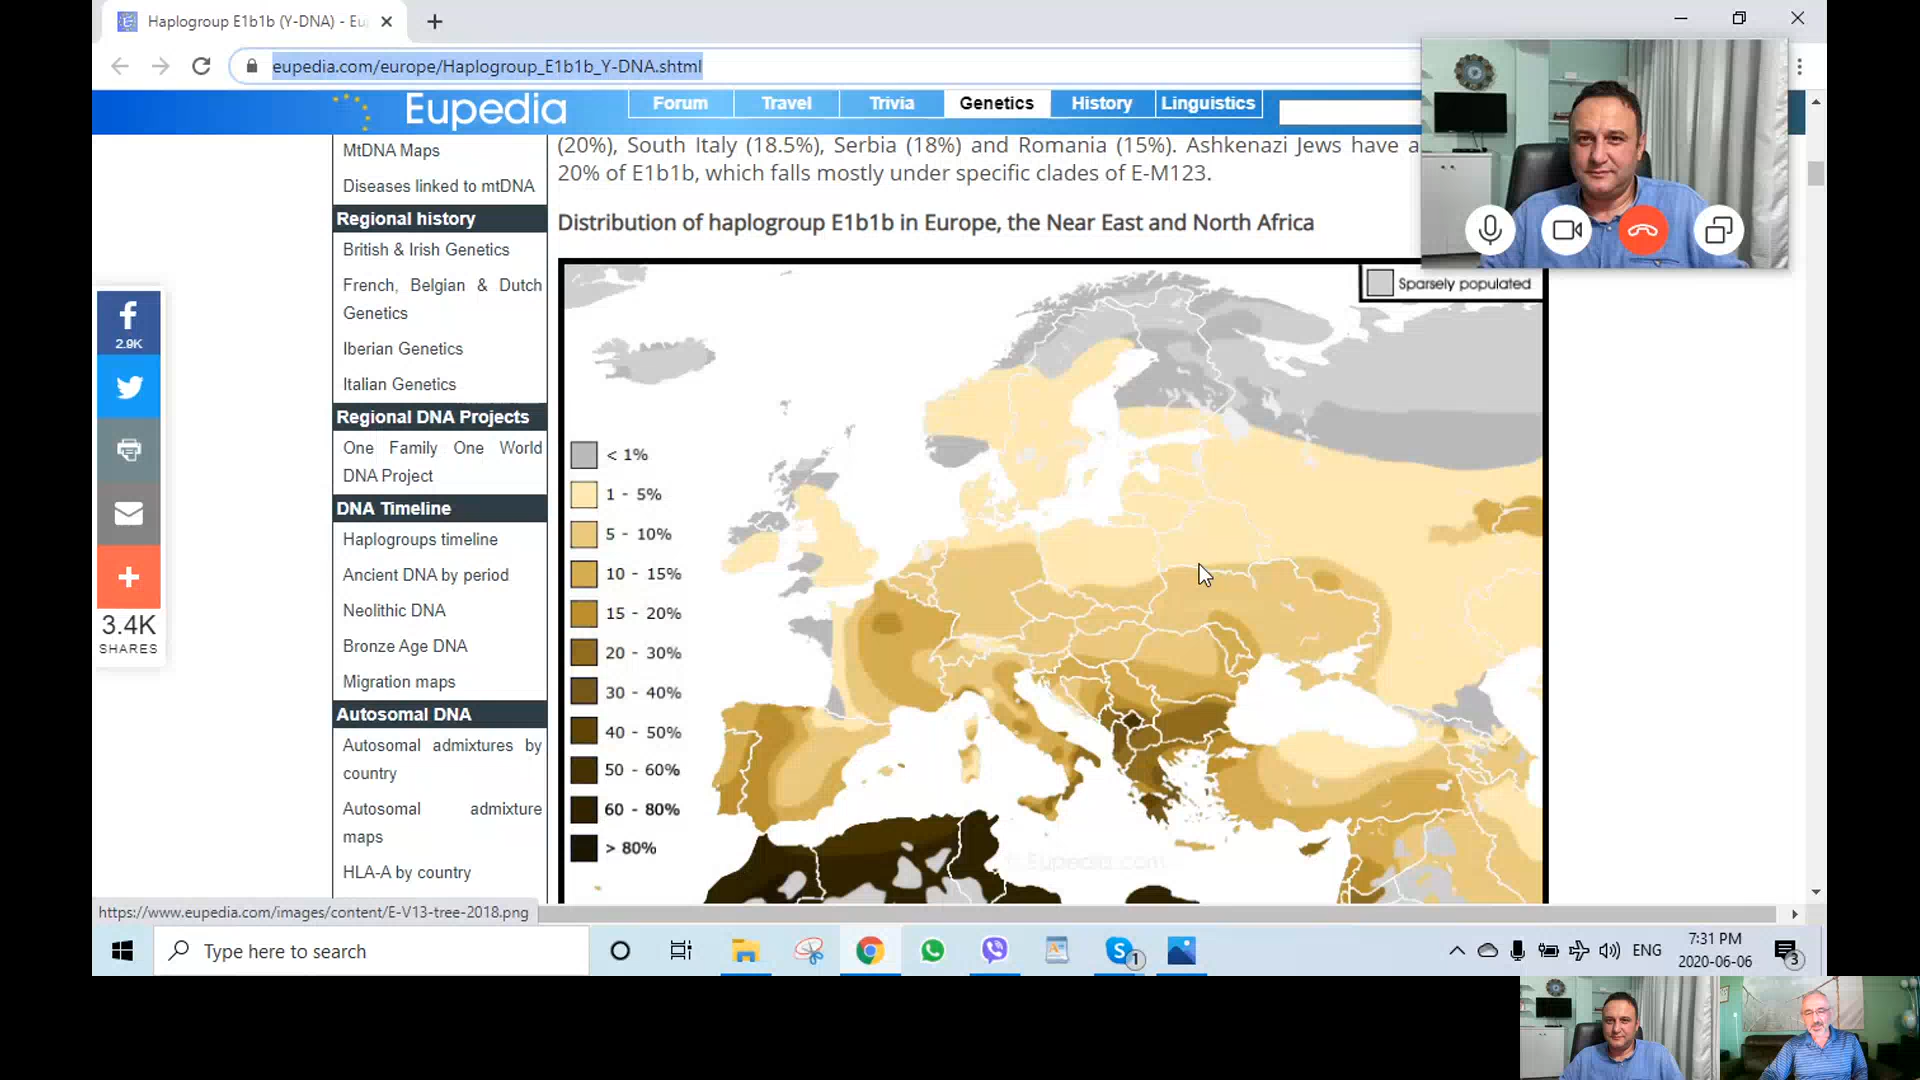 Haplogroup E1b1b (Y-DNA) - Eu
eupedia.com/europe/Haplogroup_E1b1b_Y-DNA.shtml
Eupedia
Forum
Travel
Trivia
Genetics
History
Linguistics
(20%), South Italy (18.5%), Serbia (18%) and Romania (15%). Ashkenazi Jews have a
20% of E1b1b, which falls mostly under specific clades of E-M123.
Distribution of haplogroup E1b1b in Europe, the Near East and North Africa
MtDNA Maps
Diseases linked to mtDNA
Regional history
British & Irish Genetics
French, Belgian & Dutch
Genetics
Iberian Genetics
Italian Genetics
Regional DNA Projects
One Family One World
DNA Project
DNA Timeline
Haplogroups timeline
Ancient DNA by period
Neolithic DNA
Bronze Age DNA
Migration maps
Autosomal DNA
Autosomal admixtures by
country
Autosomal admixture
maps
HLA-A by country
2.9K
3.4K
SHARES
Sparsely populated
< 1%
1 - 5%
5 - 10%
10 - 15%
15 - 20%
20 - 30%
30 - 40%
40 - 50%
50 - 60%
60 - 80%
> 80%
© Eupedia.com
https://www.eupedia.com/images/content/E-V13-tree-2018.png
Type here to search
1
ENG
7:31 PM
2020-06-06
3